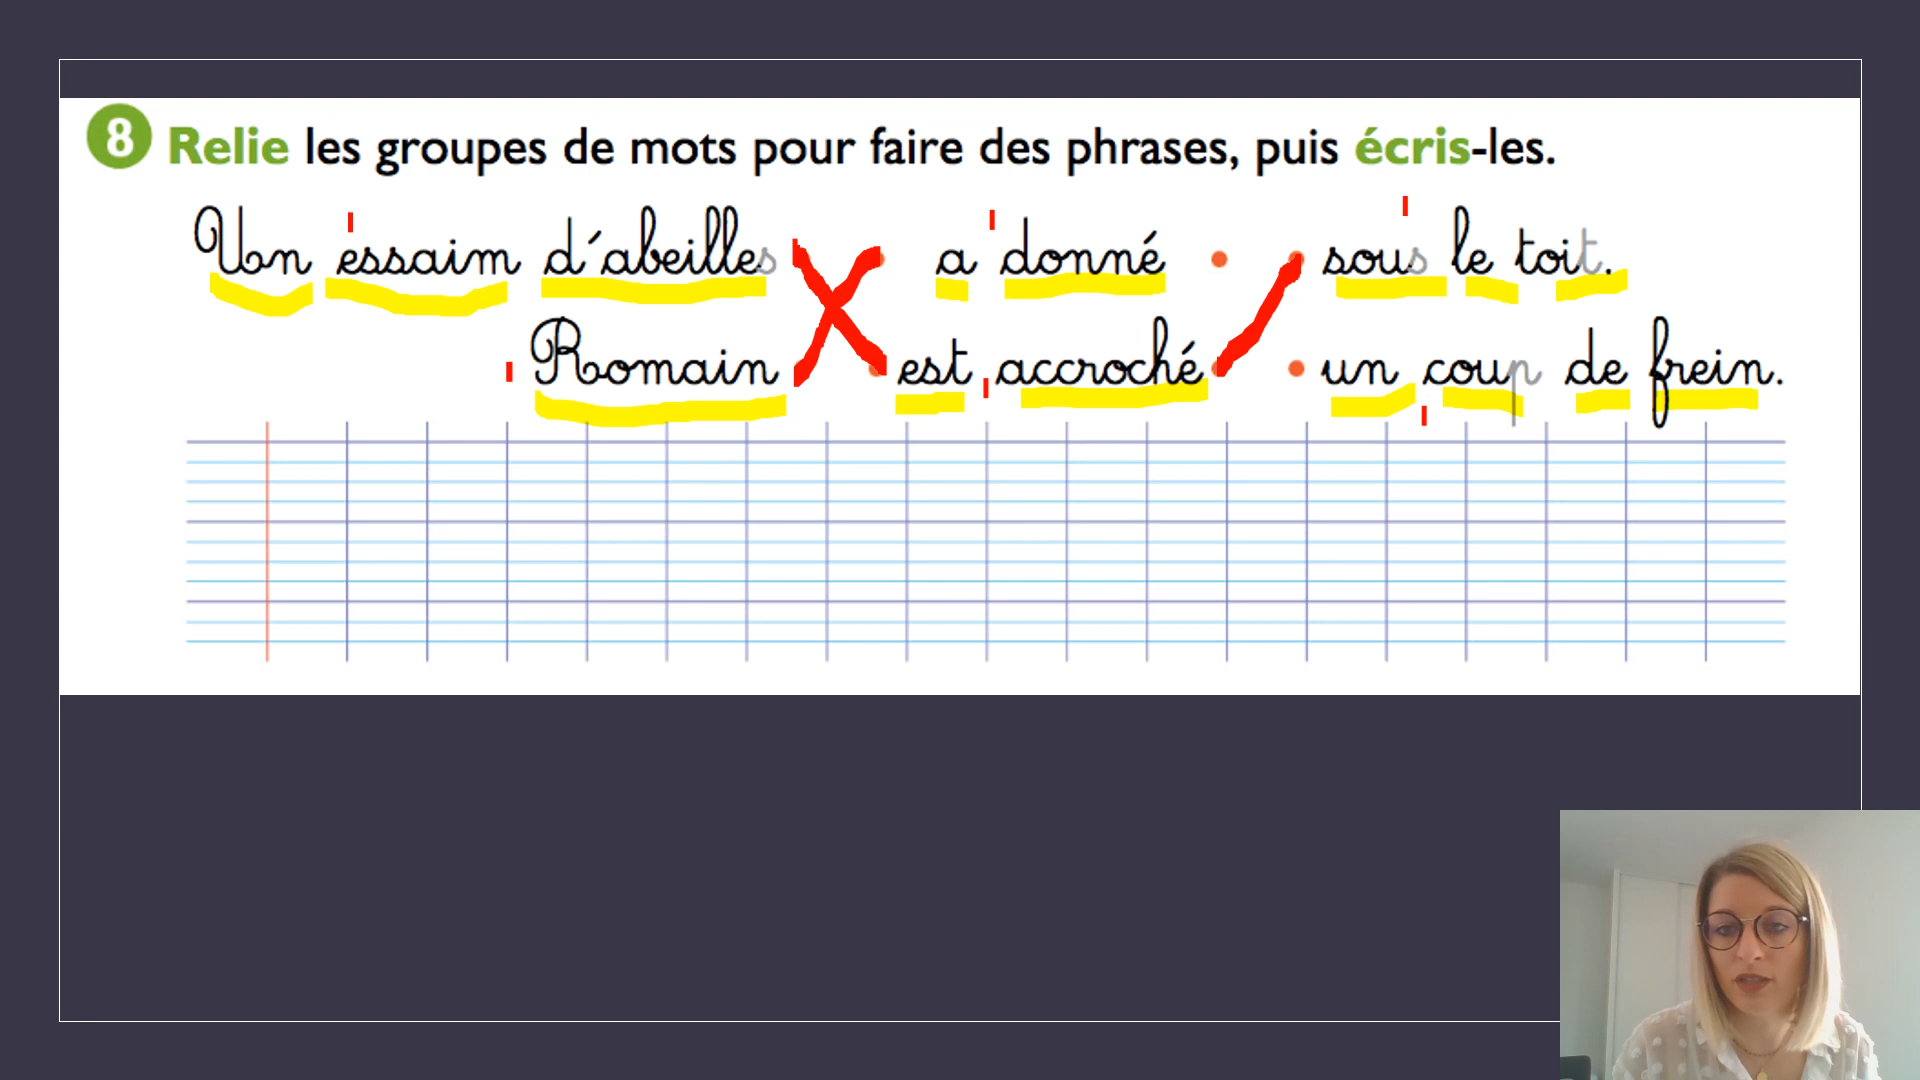 8 Relie les groupes de mots pour faire des phrases, puis écris-les.
Un essaim d'abeilles a donné sous le toit.
Romain est accroché un coup de frein.